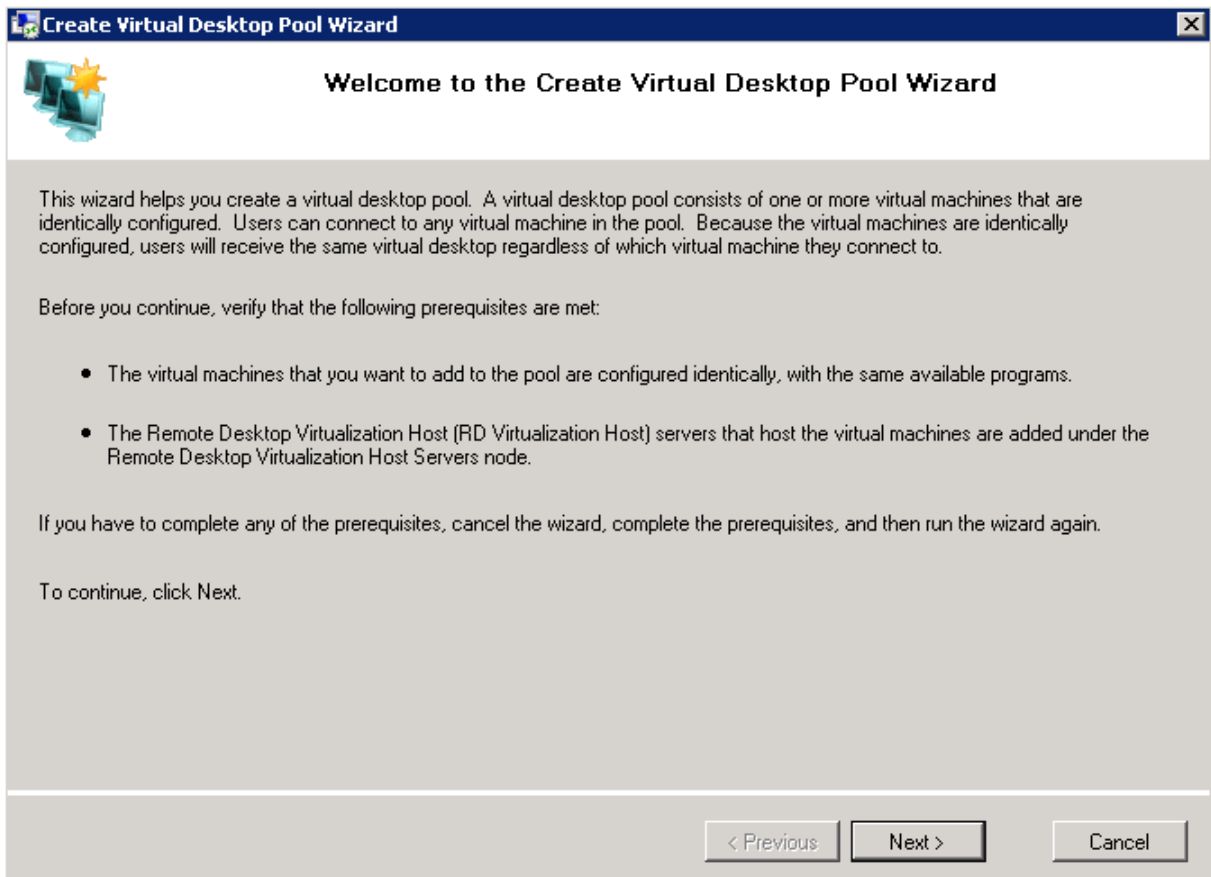 Create Virtual Desktop Pool Wizard
Welcome to the Create Virtual Desktop Pool Wizard
This wizard helps you create a virtual desktop pool.  A virtual desktop pool consists of one or more virtual machines that are
identically configured.  Users can connect to any virtual machine in the pool.  Because the virtual machines are identically
configured, users will receive the same virtual desktop regardless of which virtual machine they connect to.
Before you continue, verify that the following prerequisites are met:
• The virtual machines that you want to add to the pool are configured identically, with the same available programs.
• The Remote Desktop Virtualization Host (RD Virtualization Host) servers that host the virtual machines are added under the
Remote Desktop Virtualization Host Servers node.
If you have to complete any of the prerequisites, cancel the wizard, complete the prerequisites, and then run the wizard again.
To continue, click Next.
< Previous Next > Cancel